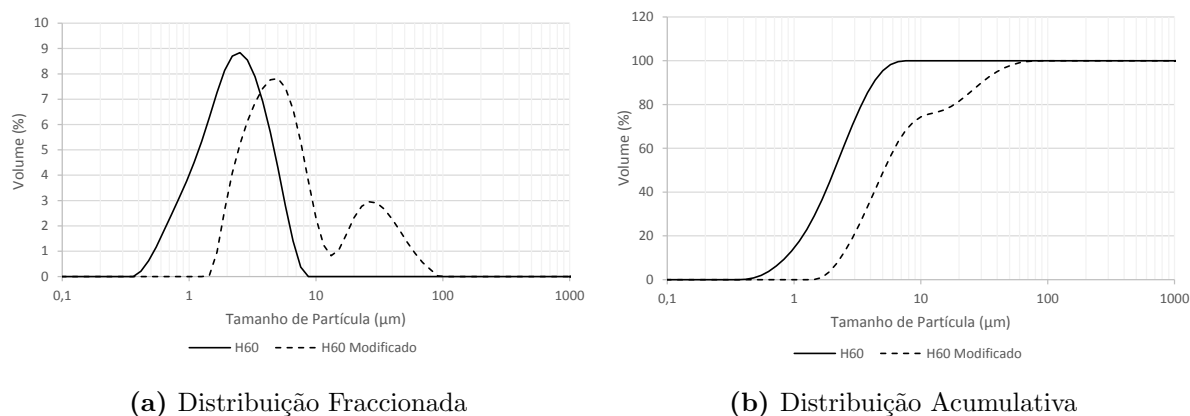 10
9
8
7
6
5
4
3
2
1
0
Volume (%)
0,1 1 10 100 1000
Tamanho de Partícula (µm)
H60 H60 Modificado
(a) Distribuição Fraccionada
120
100
80
60
40
20
0
Volume (%)
0,1 1 10 100 1000
Tamanho de Partícula (µm)
H60 H60 Modificado
(b) Distribuição Acumulativa